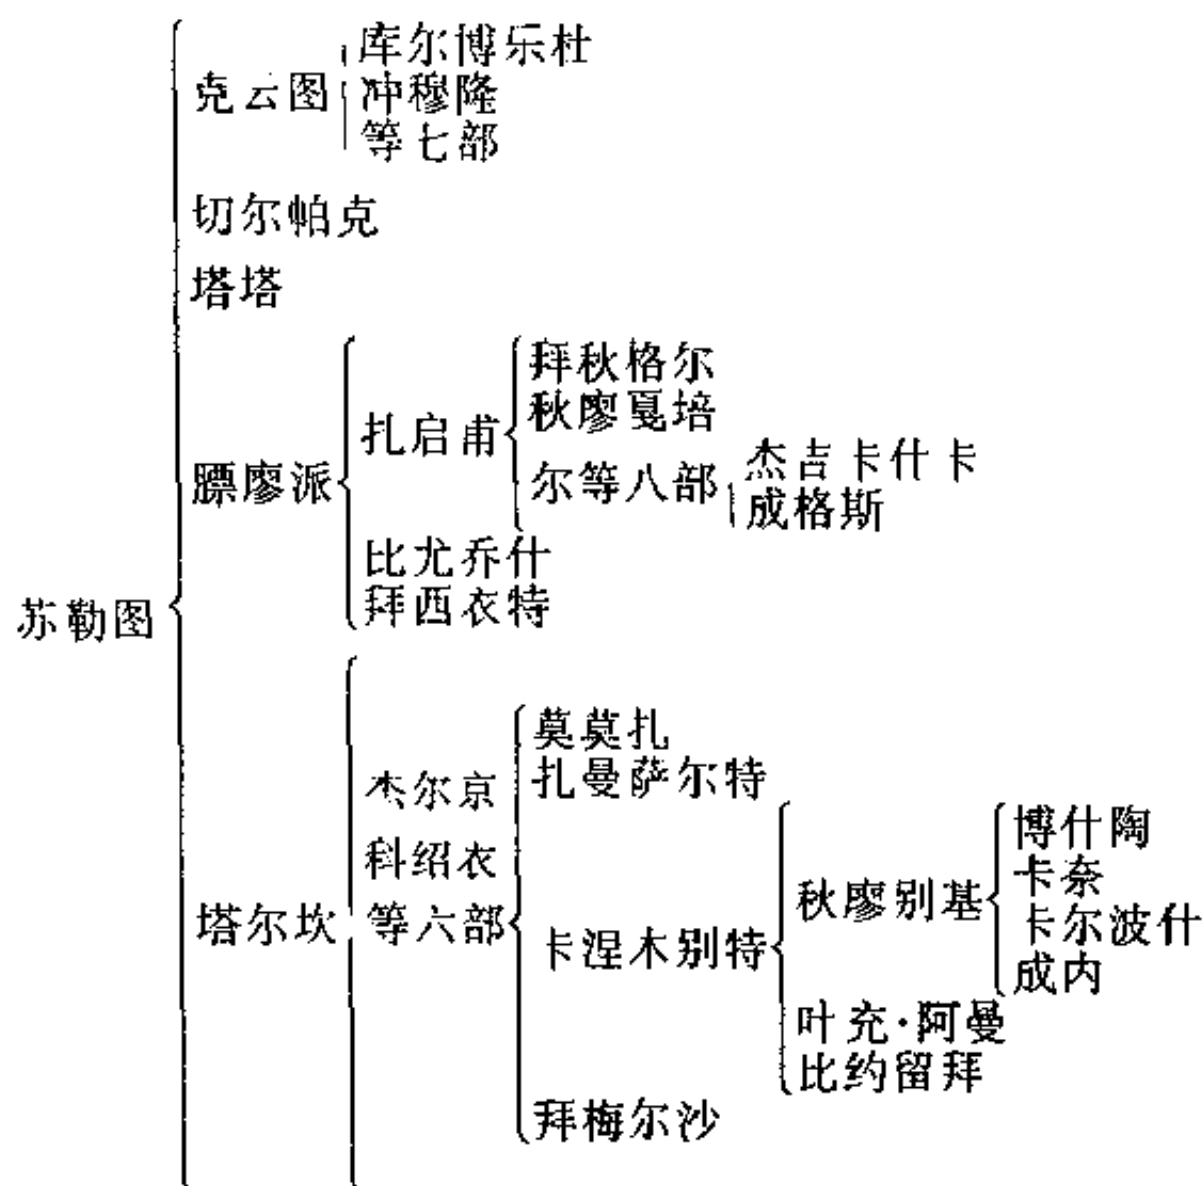 库尔博乐杜
克云图
冲穆隆
等七部
切尔帕克
塔塔
拜秋格尔
秋廖戛培
扎启甫
尔等八部
杰吉卡什卡
成格斯
膘廖派
比尤乔什
拜西衣特
苏勒图
莫莫扎
扎曼萨尔特
杰尔京
科绍衣
等六部
塔尔坎
博什陶
卡奈
卡尔波什
成内
秋廖别基
卡涅木别特
叶充·阿曼
比约留拜
拜梅尔沙